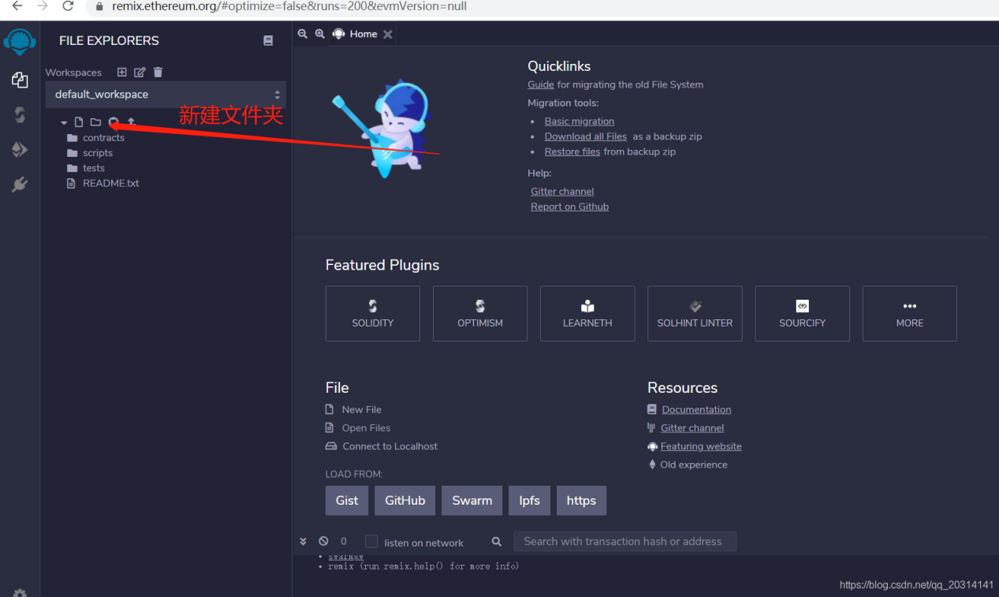 remix.ethereum.org/#optimize=false&runs=200&evmVersion=null
FILE EXPLORERS
Home
Workspaces
default_workspace
新建文件夹
contracts
scripts
tests
README.txt
Quicklinks
Guide for migrating the old File System
Migration tools:
• Basic migration
• Download all Files as a backup zip
• Restore files from backup zip
Help:
Gitter channel
Report on Github
Featured Plugins
SOLIDITY
OPTIMISM
LEARNETH
SOLHINT LINTER
SOURCIFY
MORE
File
New File
Open Files
Connect to Localhost
LOAD FROM:
Gist
GitHub
Swarm
Ipfs
https
Resources
Documentation
Gitter channel
Featuring website
Old experience
0
listen on network
Search with transaction hash or address
• remix (run remix.help() for more info)
https://blog.csdn.net/qq_20314141